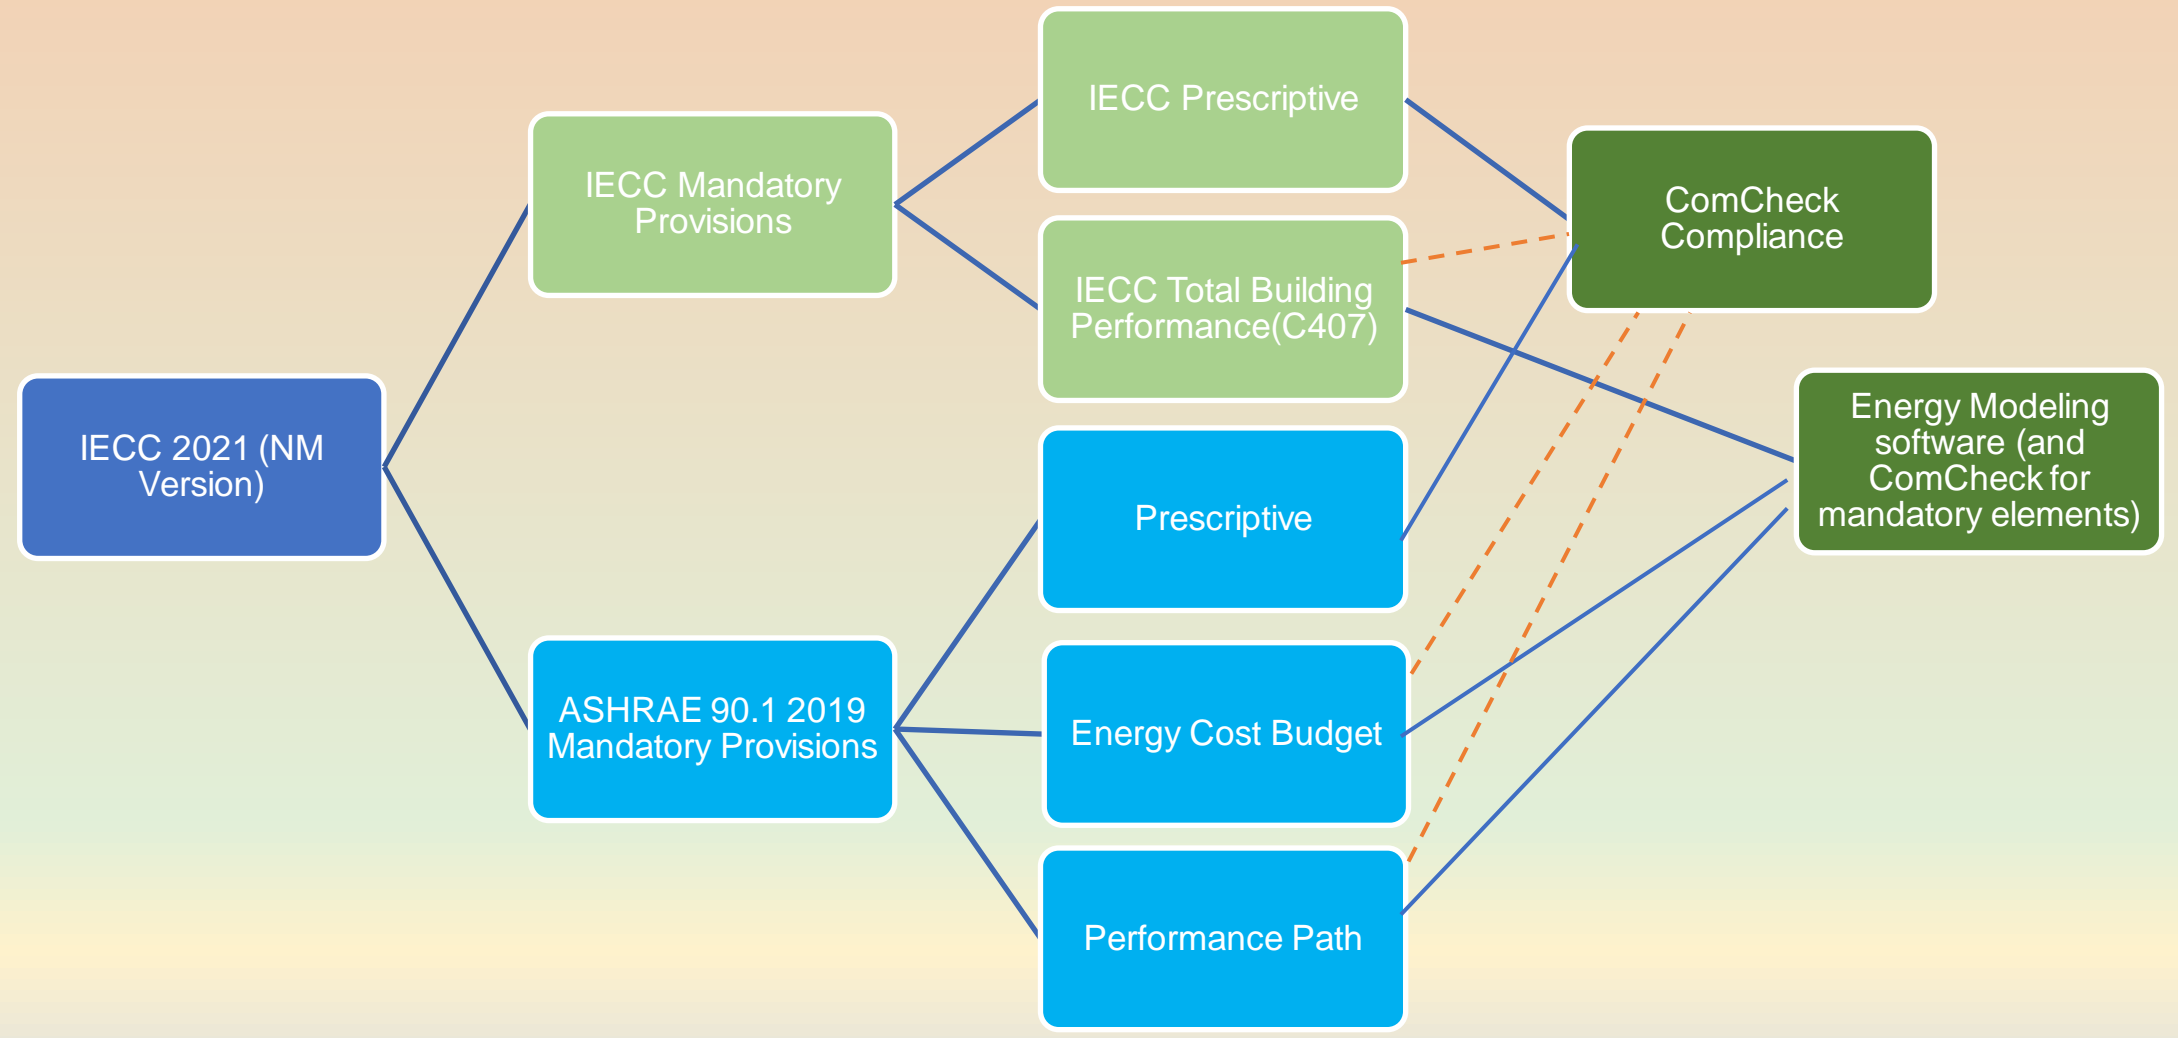 IECC 2021 (NM
Version)
IECC Mandatory
Provisions
ASHRAE 90.1 2019
Mandatory Provisions
IECC Prescriptive
IECC Total Building
Performance(C407)
Prescriptive
Energy Cost Budget
Performance Path
ComCheck
Compliance
Energy Modeling
software (and
ComCheck for
mandatory elements)